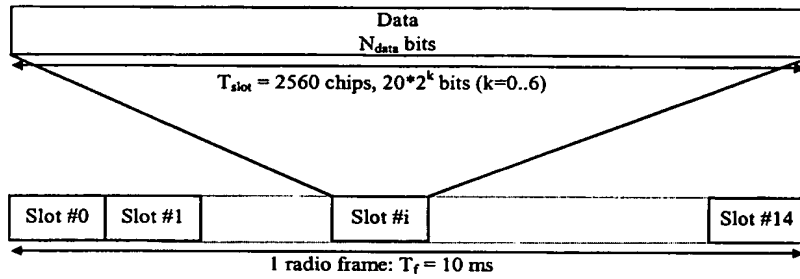 Data
N_data bits
T_slot = 2560 chips, 20*2^k bits (k=0..6)
Slot #0 Slot #1 Slot #i Slot #14
1 radio frame: T_f = 10 ms